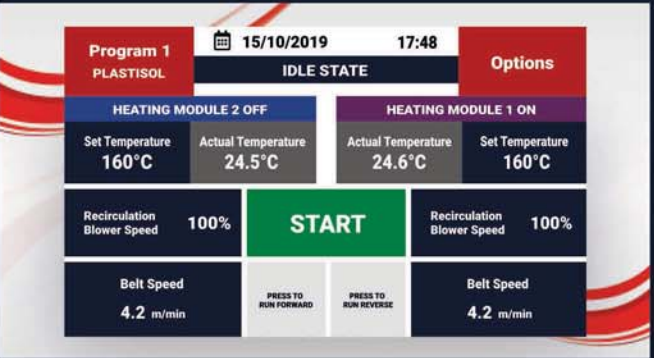 Program 1
PLASTISOL
15/10/2019 17:48
IDLE STATE
Options
HEATING MODULE 2 OFF
HEATING MODULE 1 ON
Set Temperature
160°C
Actual Temperature
24.5°C
Actual Temperature
24.6°C
Set Temperature
160°C
Recirculation
Blower Speed
100%
START
Recirculation
Blower Speed
100%
Belt Speed
4.2 m/min
PRESS TO
RUN FORWARD
PRESS TO
RUN REVERSE
Belt Speed
4.2 m/min